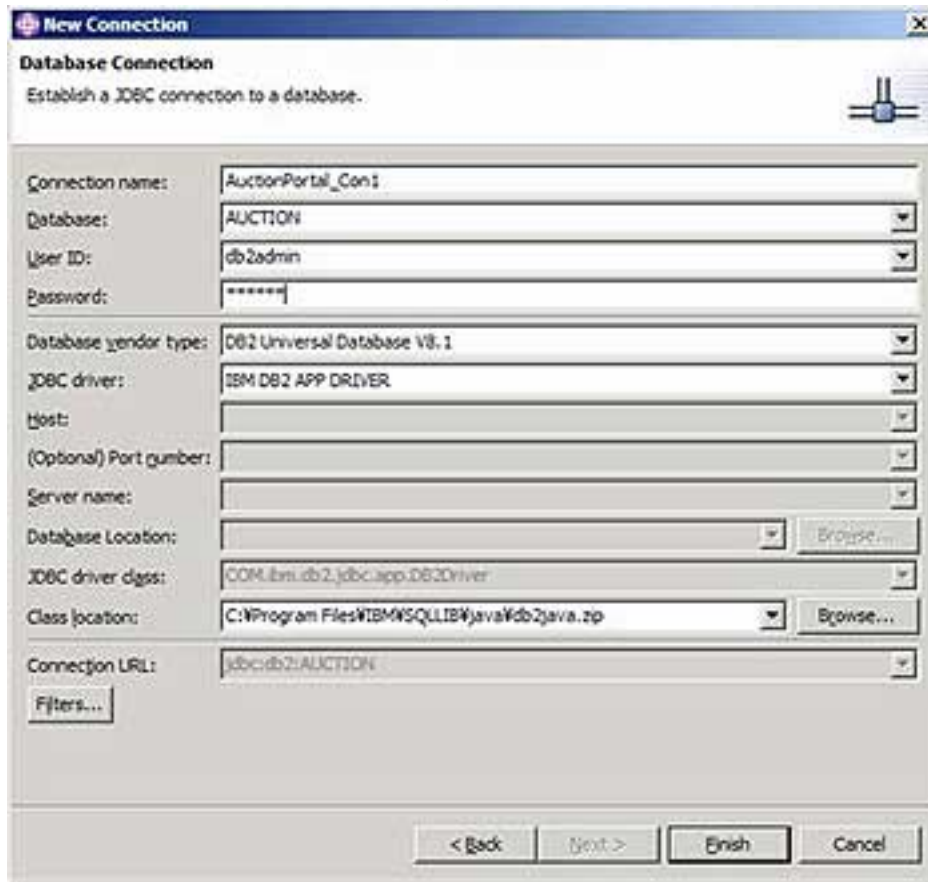 New Connection
Database Connection
Establish a JDBC connection to a database.
Connection name: AuctionPortal_Con1
Database: AUCTION
User ID: db2admin
Password: ******
Database vendor type: DB2 Universal Database V8.1
JDBC driver: IBM DB2 APP DRIVER
Host:
(Optional) Port number:
Server name:
Database Location: Browse...
JDBC driver class: COM.ibm.db2.jdbc.app.DB2Driver
Class location: C:¥Program Files¥IBM¥SQLLIB¥java¥db2java.zip Browse...
Connection URL: jdbc:db2:AUCTION
Filters...
< Back Next > Finish Cancel